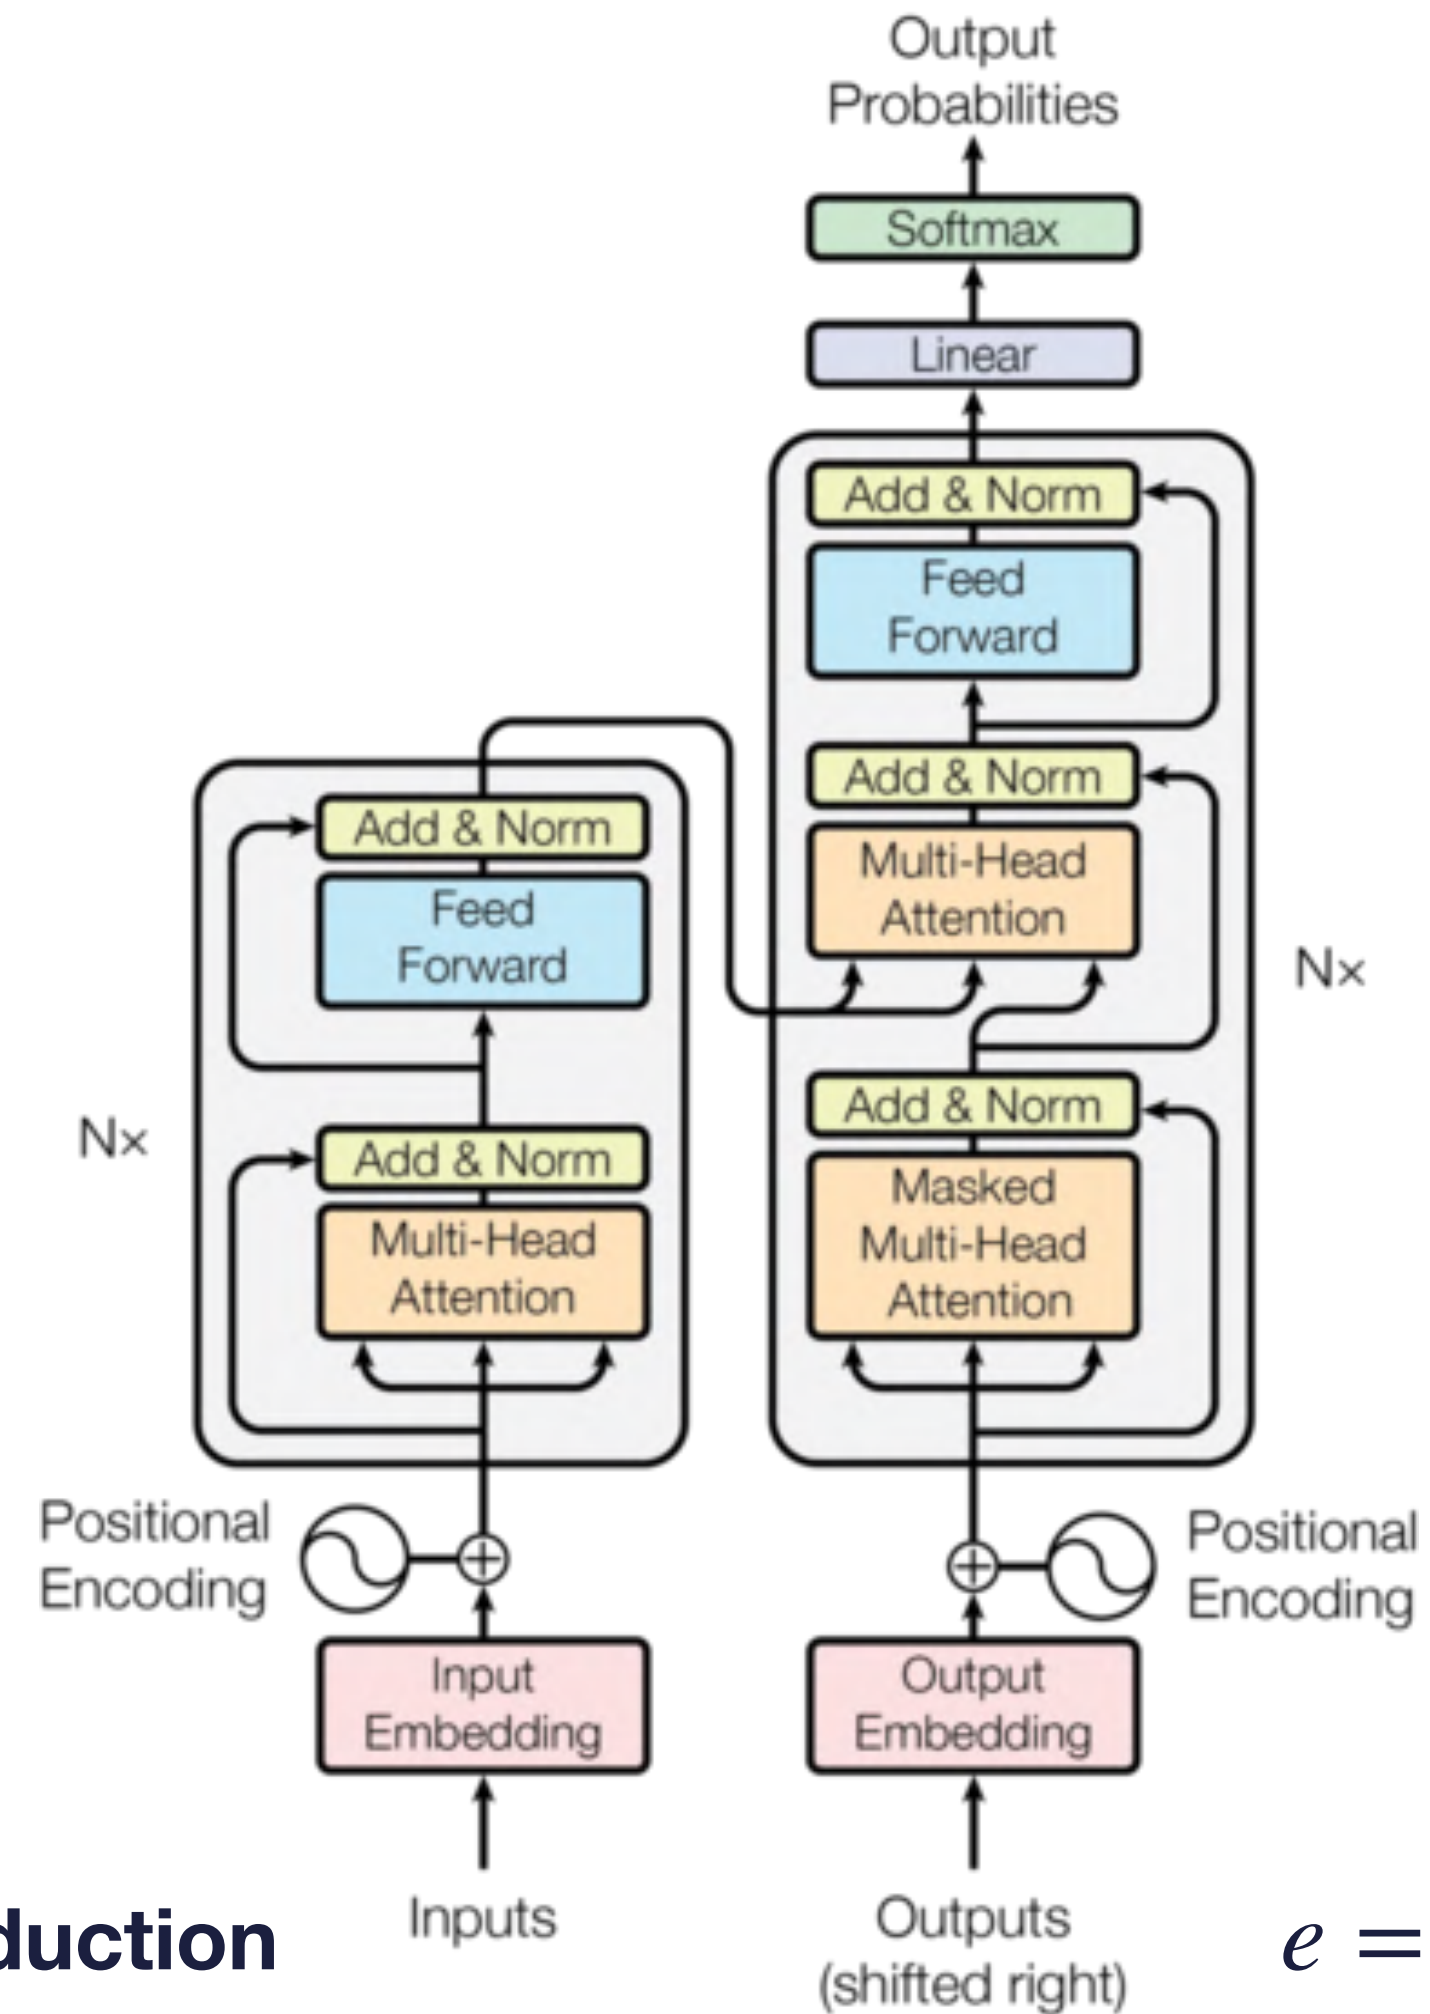 Output
Probabilities
Softmax
Linear
Add & Norm
Feed
Forward
Add & Norm
Multi-Head
Attention
Nx
Add & Norm
Masked
Multi-Head
Attention
Add & Norm
Feed
Forward
Nx
Add & Norm
Multi-Head
Attention
Positional
Encoding
Positional
Encoding
Input
Embedding
Output
Embedding
Inputs
Outputs
(shifted right)
duction
e =